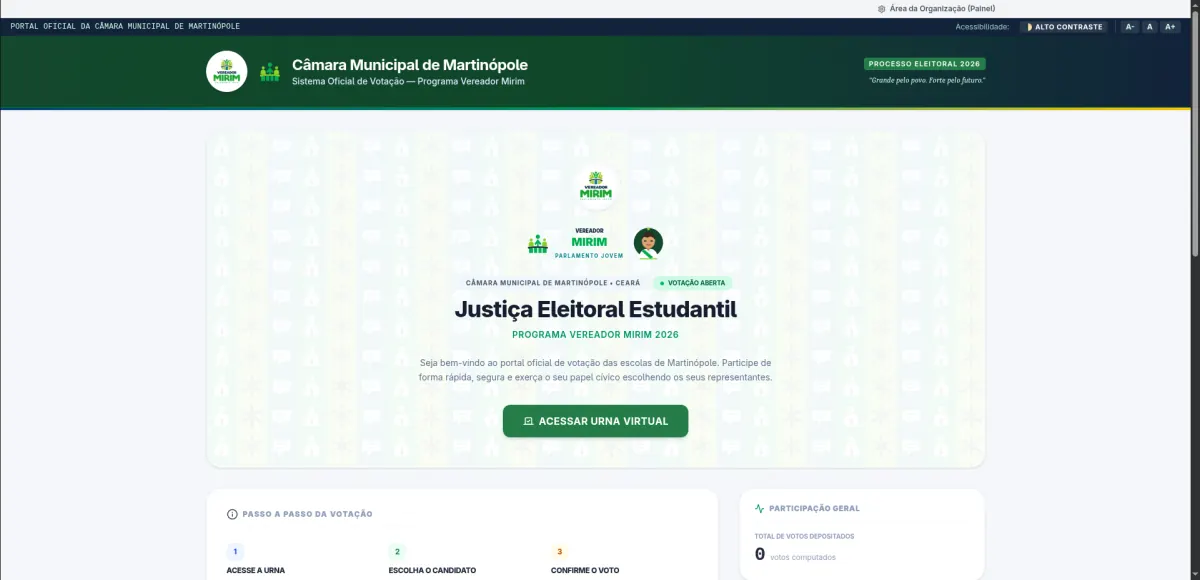 Área da Organização (Painel)
PORTAL OFICIAL DA CÂMARA MUNICIPAL DE MARTINÓPOLE
Acessibilidade:
ALTO CONTRASTE
A-
A
A+
VEREADOR
MIRIM
Câmara Municipal de Martinópole
Sistema Oficial de Votação — Programa Vereador Mirim
PROCESSO ELEITORAL 2026
"Grande pelo povo. Forte pelo futuro."
VEREADOR
MIRIM
VEREADOR
MIRIM
PARLAMENTO JOVEM
CÂMARA MUNICIPAL DE MARTINÓPOLE • CEARÁ
VOTAÇÃO ABERTA
Justiça Eleitoral Estudantil
PROGRAMA VEREADOR MIRIM 2026
Seja bem-vindo ao portal oficial de votação das escolas de Martinópole. Participe de
forma rápida, segura e exerça o seu papel cívico escolhendo os seus representantes.
ACESSAR URNA VIRTUAL
PASSO A PASSO DA VOTAÇÃO
1
ACESSE A URNA
2
ESCOLHA O CANDIDATO
3
CONFIRME O VOTO
PARTICIPAÇÃO GERAL
TOTAL DE VOTOS DEPOSITADOS
0 votos computados